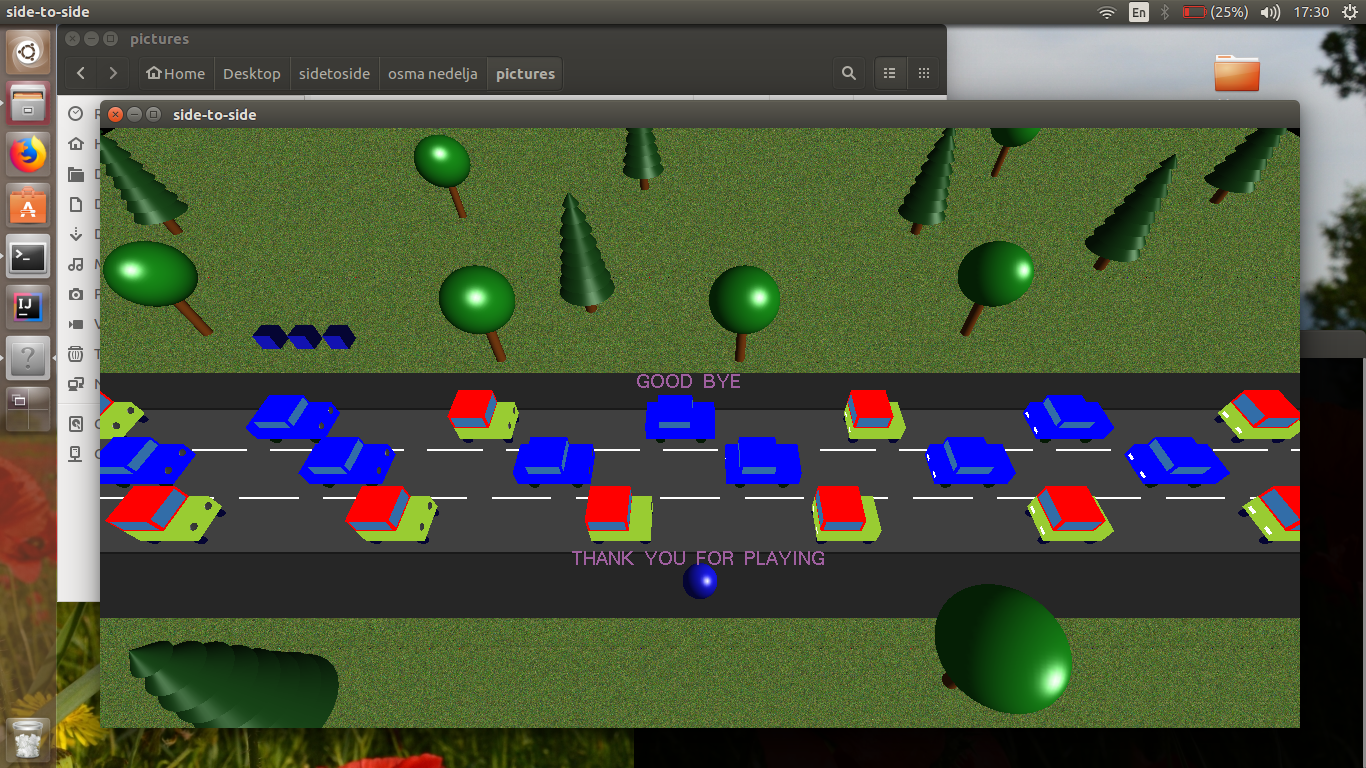 side-to-side
En
(25%)
17:30
pictures
Home
Desktop
sidetoside
osma nedelja
pictures
side-to-side
GOOD BYE
THANK YOU FOR PLAYING